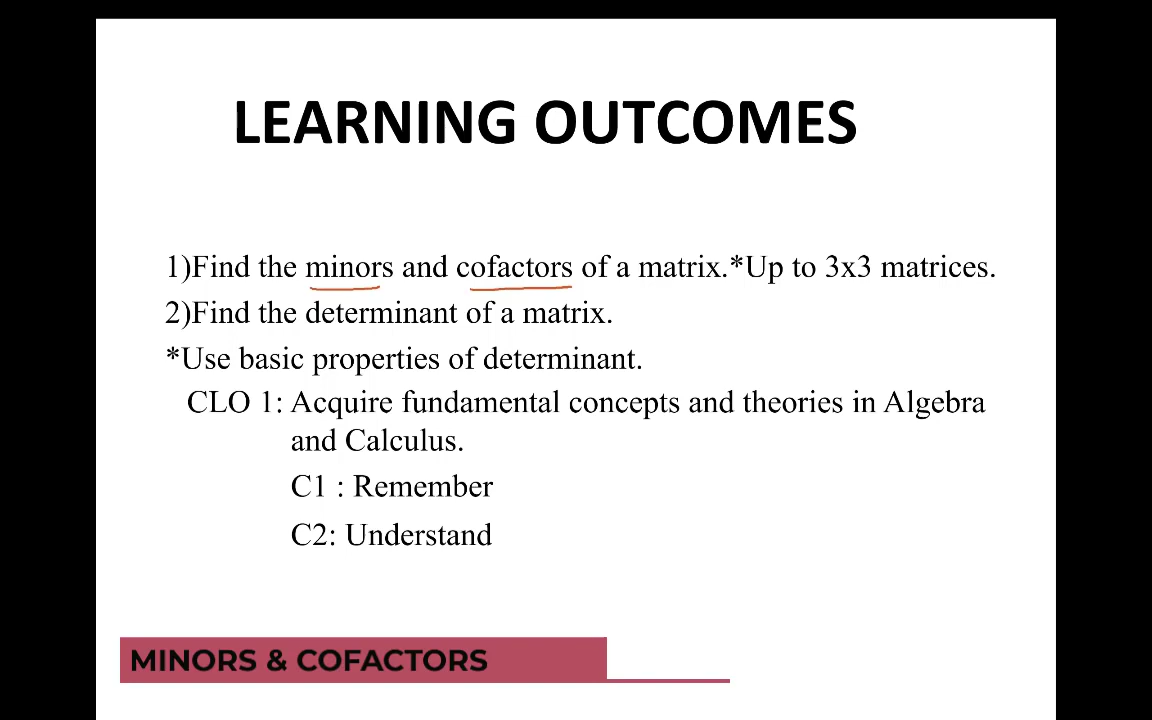 LEARNING OUTCOMES
1)Find the minors and cofactors of a matrix.*Up to 3x3 matrices.
2)Find the determinant of a matrix.
*Use basic properties of determinant.
CLO 1: Acquire fundamental concepts and theories in Algebra
and Calculus.
C1 : Remember
C2: Understand
MINORS & COFACTORS